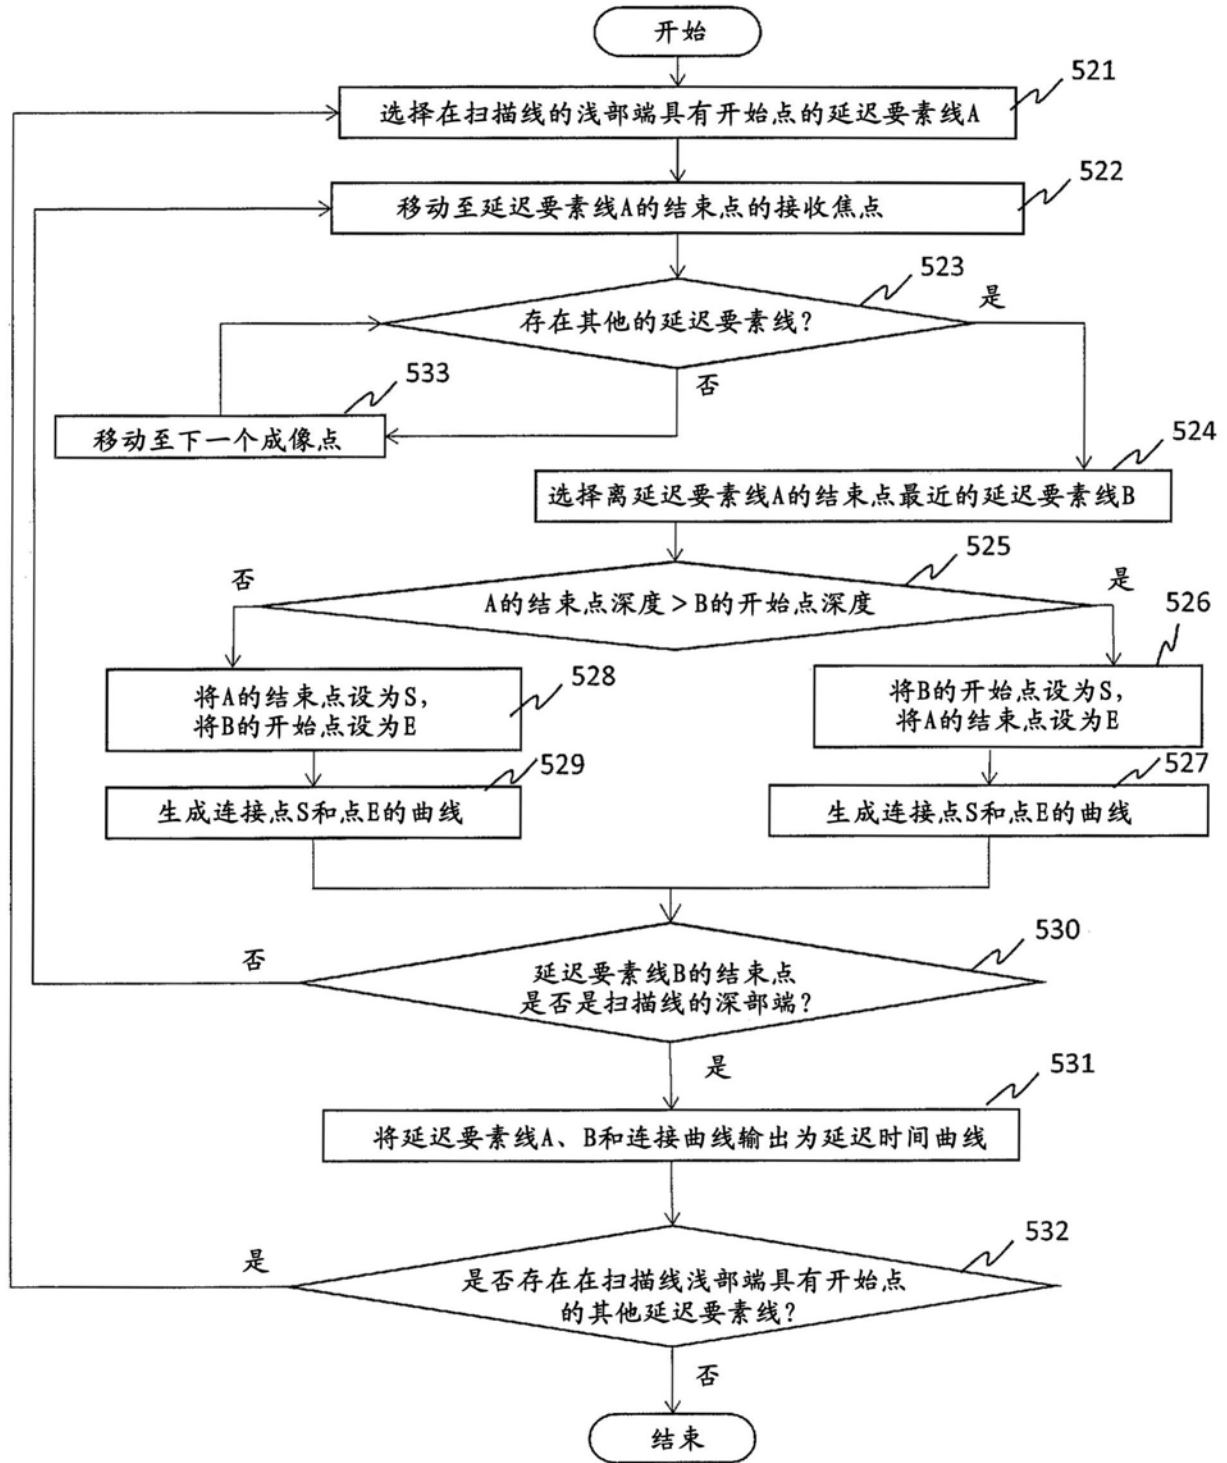 开始
521
选择在扫描线的浅部端具有开始点的延迟要素线A
522
移动至延迟要素线A的结束点的接收焦点
523
是
存在其他的延迟要素线？
533
否
移动至下一个成像点
524
选择离延迟要素线A的结束点最近的延迟要素线B
525
否
是
A的结束点深度＞B的开始点深度
526
528
将A的结束点设为S，
将B的开始点设为E
将B的开始点设为S，
将A的结束点设为E
529
527
生成连接点S和点E的曲线
生成连接点S和点E的曲线
530
否
延迟要素线B的结束点
是否是扫描线的深部端？
是
531
将延迟要素线A、B和连接曲线输出为延迟时间曲线
532
是
是否存在在扫描线浅部端具有开始点
的其他延迟要素线？
否
结束